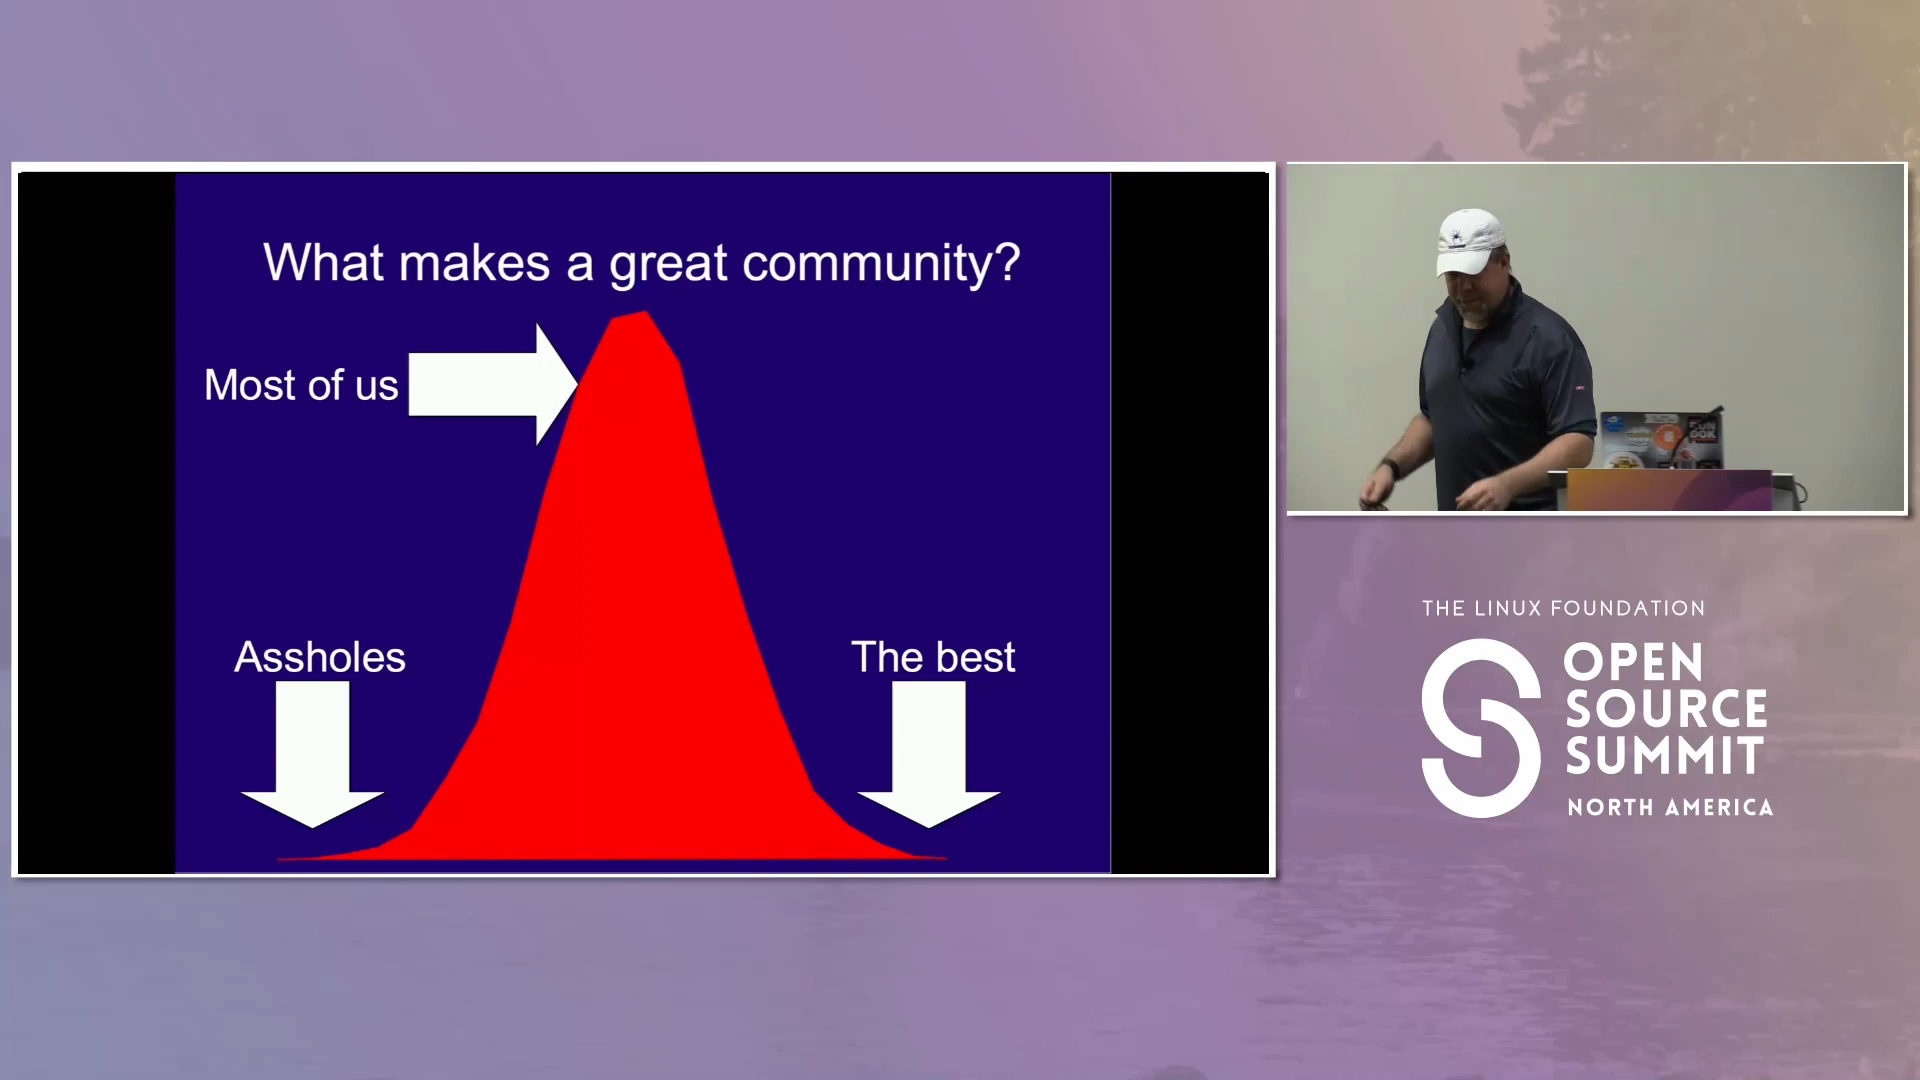 What makes a great community?
Most of us
Assholes
The best
THE LINUX FOUNDATION
OPEN
SOURCE
SUMMIT
NORTH AMERICA